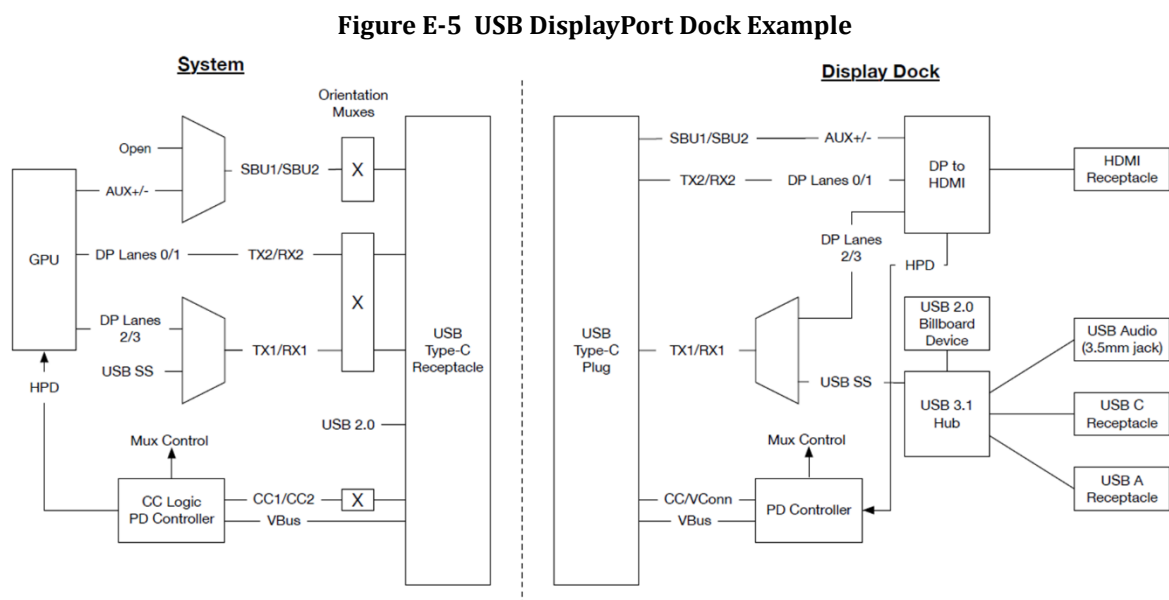 Figure E-5  USB DisplayPort Dock Example
System
Orientation
Muxes
Open
SBU1/SBU2
X
AUX+/-
GPU
DP Lanes 0/1
TX2/RX2
X
DP Lanes
2/3
TX1/RX1
USB SS
HPD
USB
Type-C
Receptacle
USB 2.0
Mux Control
CC Logic
PD Controller
CC1/CC2
X
VBus
Display Dock
USB
Type-C
Plug
SBU1/SBU2
AUX+/-
TX2/RX2
DP Lanes 0/1
DP to
HDMI
HDMI
Receptacle
DP Lanes
2/3
HPD
TX1/RX1
USB SS
USB 2.0
Billboard
Device
USB 3.1
Hub
USB Audio
(3.5mm jack)
USB C
Receptacle
USB A
Receptacle
Mux Control
CC/VConn
VBus
PD Controller